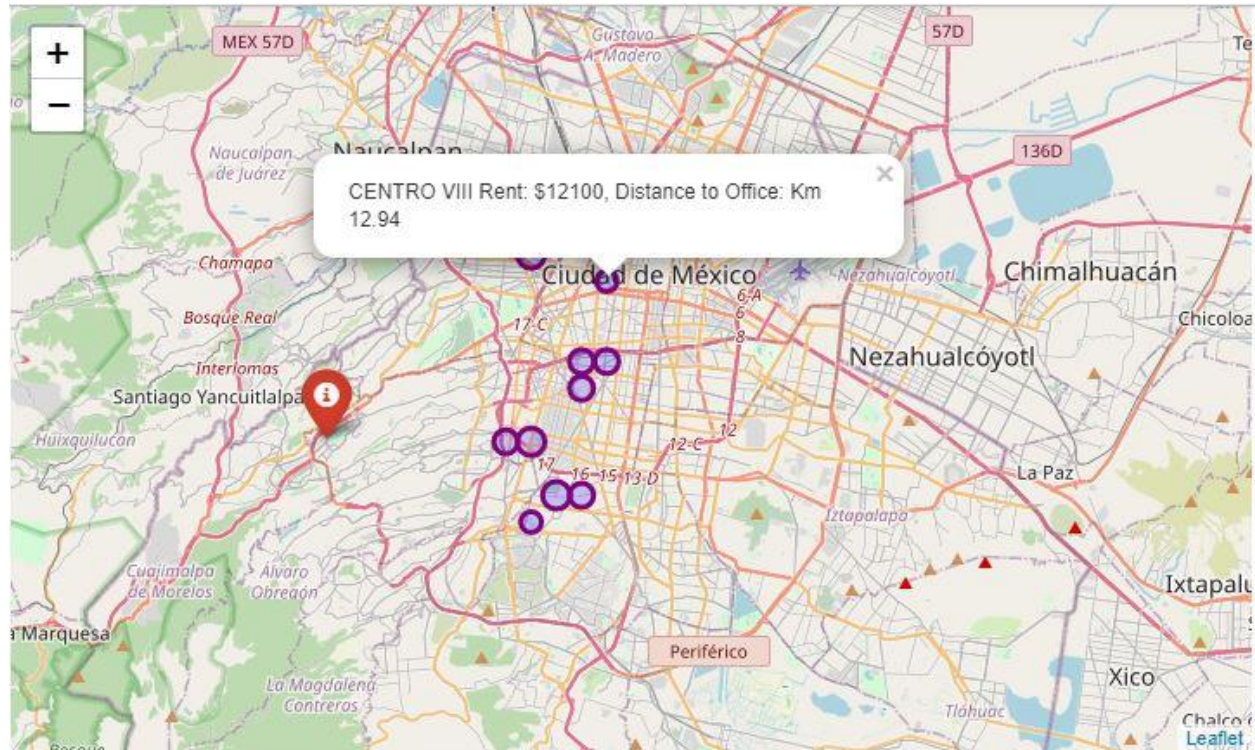 +
−
MEX 57D
Gustavo
A. Madero
57D
Te
Naucalpan
de Juárez
Naucalpan
136D
CENTRO VIII Rent: $12100, Distance to Office: Km
12.94
×
Chamapa
Ciudad de México
Nezahualcóyotl
Chimalhuacán
6-A
6
8
Bosque Real
17-C
Chicoloa
Interlomas
Nezahualcóyotl
Santiago Yancuitlalpa
i
Huixquilucan
12
12-C
17
16-15-13-D
La Paz
Iztapalapa
Cuajimalpa
de Morelos
Álvaro
Obregón
Ixtapalu
a Marquesa
Periférico
Xico
La Magdalena
Contreras
Tláhuac
Chalco
Leaflet